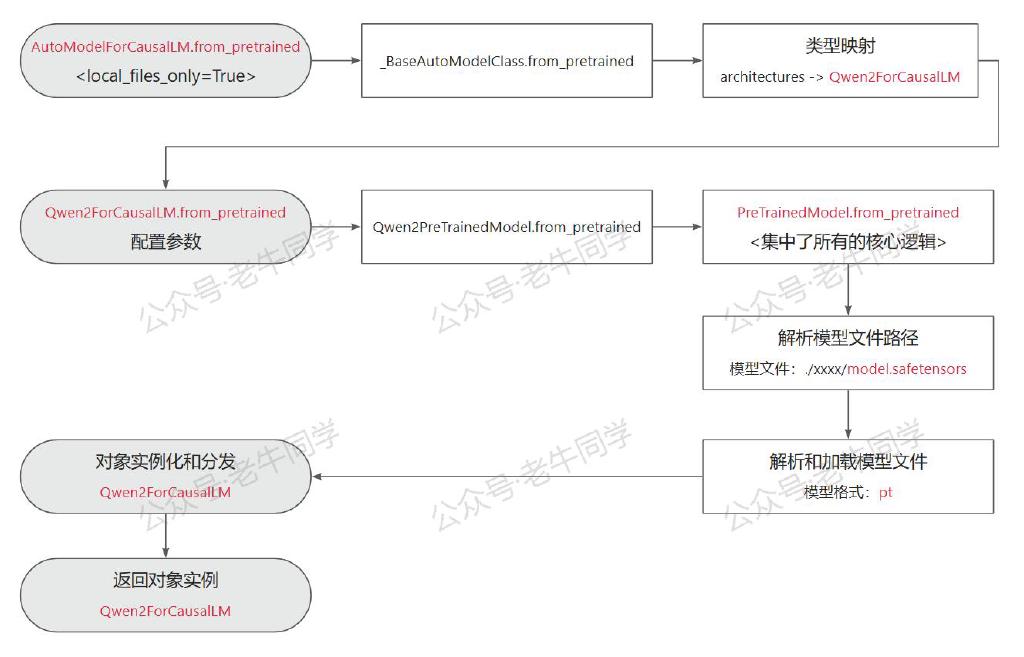 AutoModelForCausalLM.from_pretrained
<local_files_only=True>
_BaseAutoModelClass.from_pretrained
类型映射
architectures -> Qwen2ForCausalLM
Qwen2ForCausalLM.from_pretrained
配置参数
Qwen2PreTrainedModel.from_pretrained
PreTrainedModel.from_pretrained
<集中了所有的核心逻辑>
公众号·老牛同学
公众号·老牛同学
公众号·老牛同学
解析模型文件路径
模型文件：./xxxx/model.safetensors
解析和加载模型文件
模型格式：pt
对象实例化和分发
Qwen2ForCausalLM
公众号·老牛同学
公众号·老牛同学
公众号·老牛同学
返回对象实例
Qwen2ForCausalLM